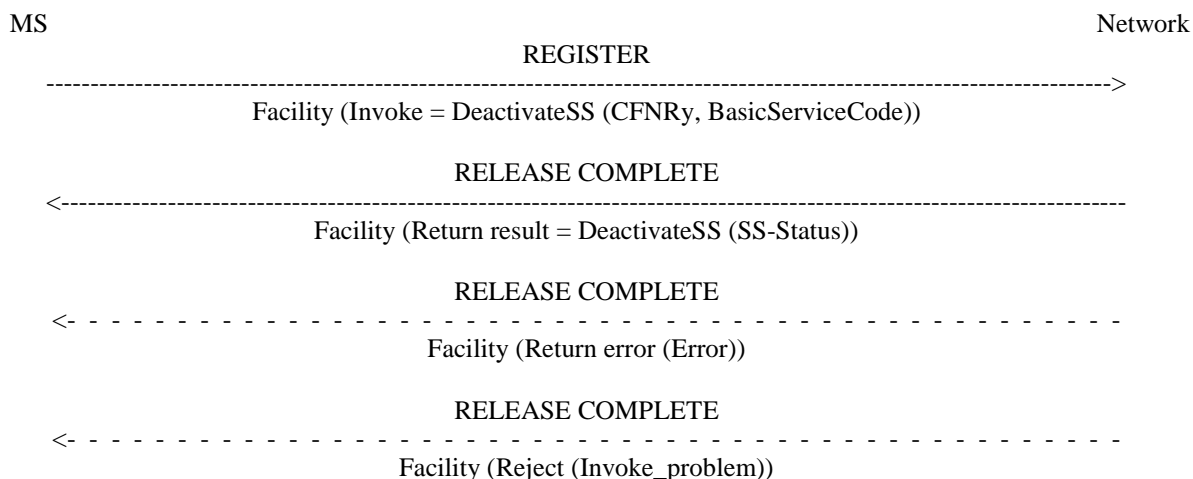 MS Network
REGISTER
------------------------------------------------------------------------------------------------------------------------>
Facility (Invoke = DeactivateSS (CFNRy, BasicServiceCode))
RELEASE COMPLETE
<------------------------------------------------------------------------------------------------------------------------
Facility (Return result = DeactivateSS (SS-Status))
RELEASE COMPLETE
<- - - - - - - - - - - - - - - - - - - - - - - - - - - - - - - - - - - - - - - - - - - - - - - -
Facility (Return error (Error))
RELEASE COMPLETE
<- - - - - - - - - - - - - - - - - - - - - - - - - - - - - - - - - - - - - - - - - - - - - - - -
Facility (Reject (Invoke_problem))